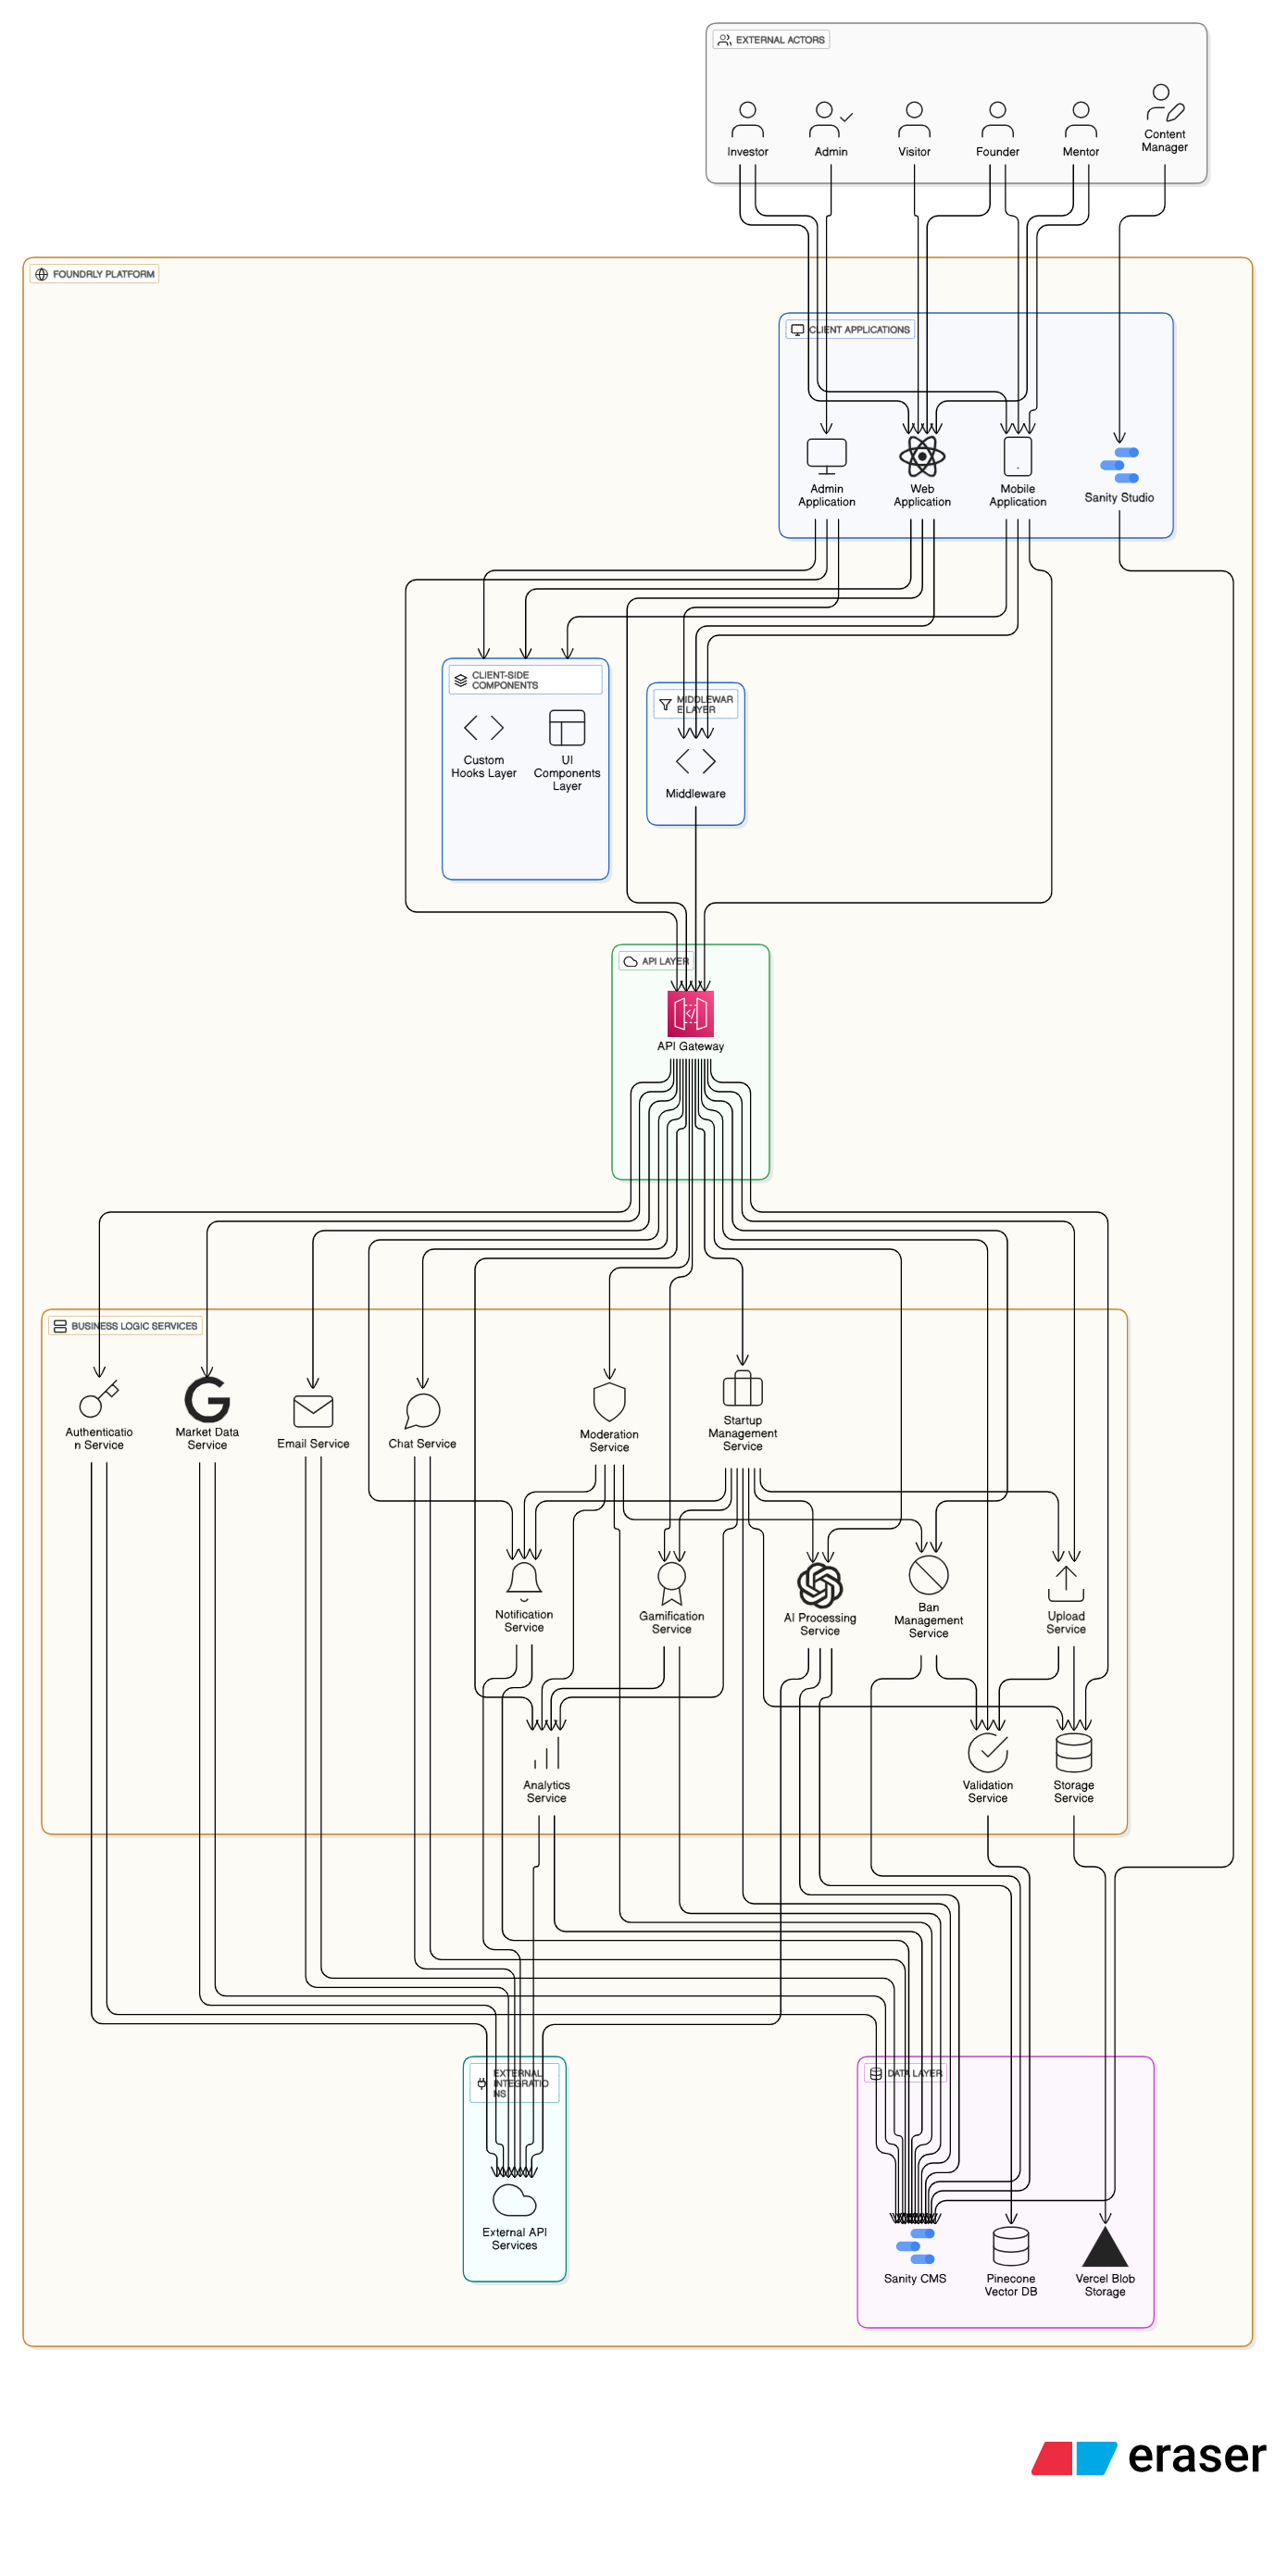 EXTERNAL ACTORS
Investor
Admin
Visitor
Founder
Mentor
Content
Manager
FOUNDRLY PLATFORM
CLIENT APPLICATIONS
Admin
Application
Web
Application
Mobile
Application
Sanity Studio
CLIENT-SIDE
COMPONENTS
Custom
Hooks Layer
UI
Components
Layer
MIDDLEWAR
E LAYER
Middleware
API LAYER
API Gateway
BUSINESS LOGIC SERVICES
Authenticatio
n Service
Market Data
Service
Email Service
Chat Service
Moderation
Service
Startup
Management
Service
Notification
Service
Gamification
Service
AI Processing
Service
Ban
Management
Service
Upload
Service
Analytics
Service
Validation
Service
Storage
Service
EXTERNAL
INTEGRATIO
NS
External API
Services
DATA LAYER
Sanity CMS
Pinecone
Vector DB
Vercel Blob
Storage
eraser